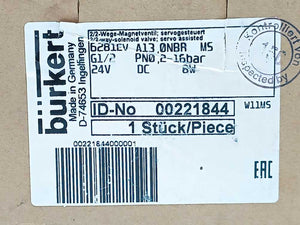 2/2-Wege-Magnetventil; servogesteuert
2/2-way-solenoid valve; servo assisted
6281EV A13,0NBR MS
G1/2 PN0,2-16bar
24V DC 8W
bürkert
Made in Germany
D-74653 Ingelfingen
Kontrolliert
inspected by
W11MS
ID-No 00221844
1 Stück/Piece
00221844000001
EAC